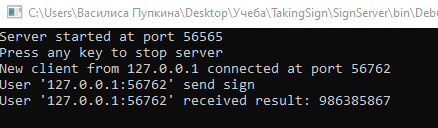 C:\Users\Василиса Пупкина\Desktop\Учеба\TakingSign\SignServer\bin\Deb
Server started at port 56565
Press any key to stop server
New client from 127.0.0.1 connected at port 56762
User '127.0.0.1:56762' send sign
User '127.0.0.1:56762' received result: 986385867